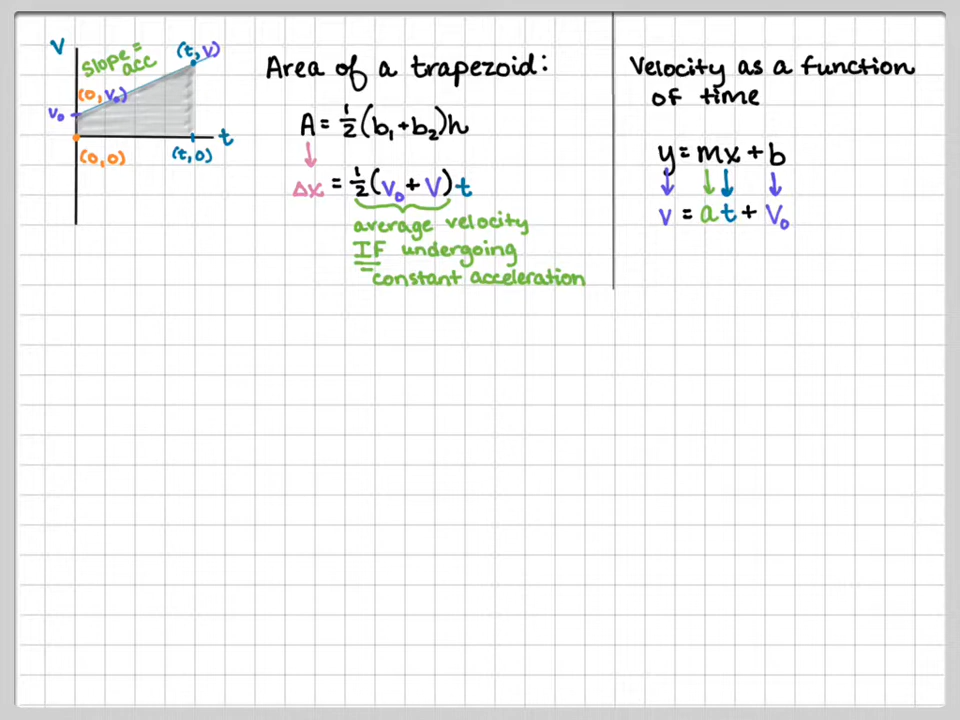 V
slope =
acc
(t, v)
(0, v₀)
v₀
t
(0,0)
(t,0)
Area of a trapezoid:
A = ½(b₁+b₂)h
Δx = ½(v₀ + v)t
average velocity
IF undergoing
constant acceleration
Velocity as a function
of time
y = mx + b
v = at + v₀